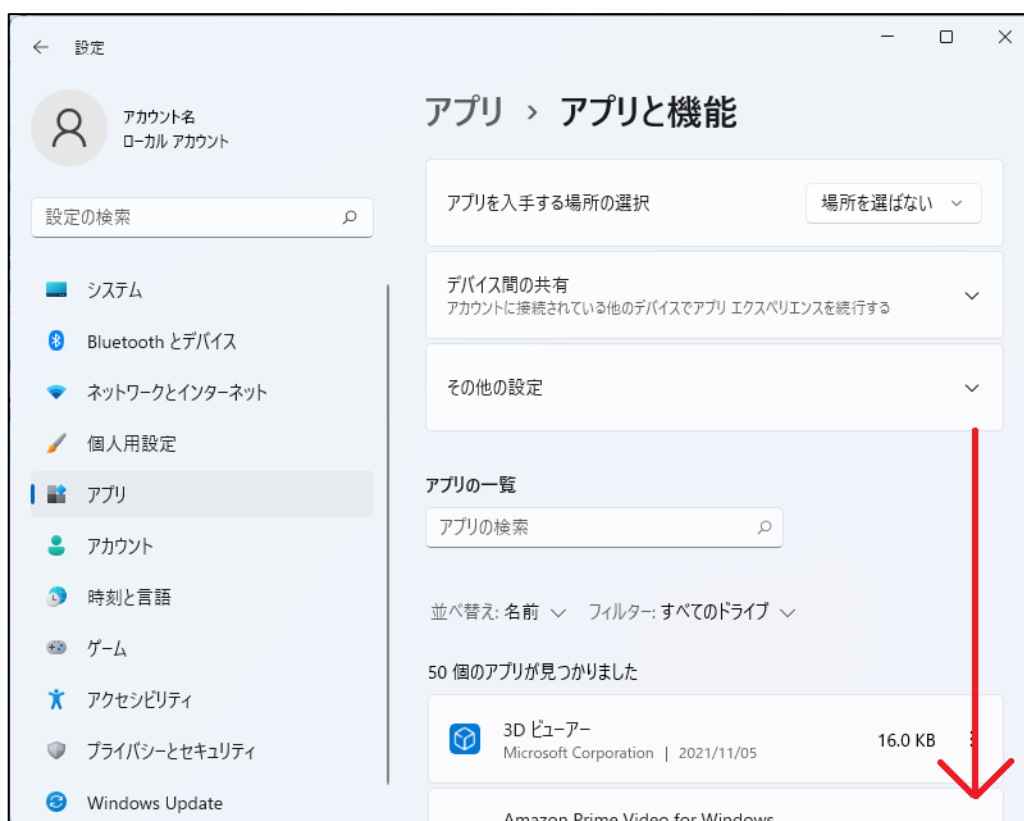 設定
アカウント名
ローカル アカウント
設定の検索
システム
Bluetooth とデバイス
ネットワークとインターネット
個人用設定
アプリ
アカウント
時刻と言語
ゲーム
アクセシビリティ
プライバシーとセキュリティ
Windows Update
アプリ › アプリと機能
アプリを入手する場所の選択 場所を選ばない
デバイス間の共有
アカウントに接続されている他のデバイスでアプリ エクスペリエンスを続行する
その他の設定
アプリの一覧
アプリの検索
並べ替え: 名前 フィルター: すべてのドライブ
50 個のアプリが見つかりました
3D ビューアー
Microsoft Corporation | 2021/11/05 16.0 KB
Amazon Prime Video for Windows